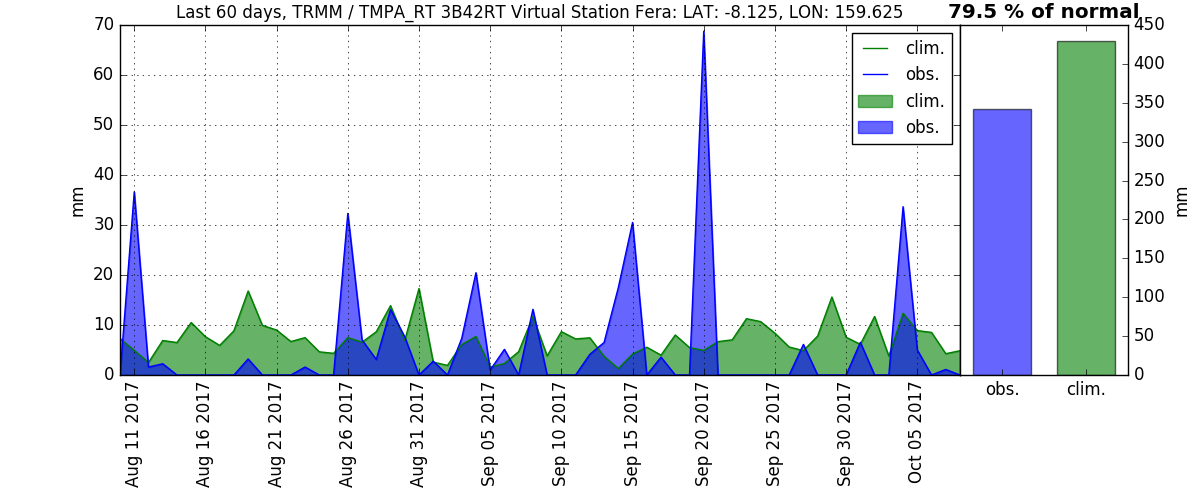 Last 60 days, TRMM / TMPA_RT 3B42RT Virtual Station Fera: LAT: -8.125, LON: 159.625
79.5 % of normal
70
60
50
40
30
20
10
0
mm
clim.
obs.
clim.
obs.
450
400
350
300
250
200
150
100
50
0
mm
Aug 11 2017
Aug 16 2017
Aug 21 2017
Aug 26 2017
Aug 31 2017
Sep 05 2017
Sep 10 2017
Sep 15 2017
Sep 20 2017
Sep 25 2017
Sep 30 2017
Oct 05 2017
obs.
clim.